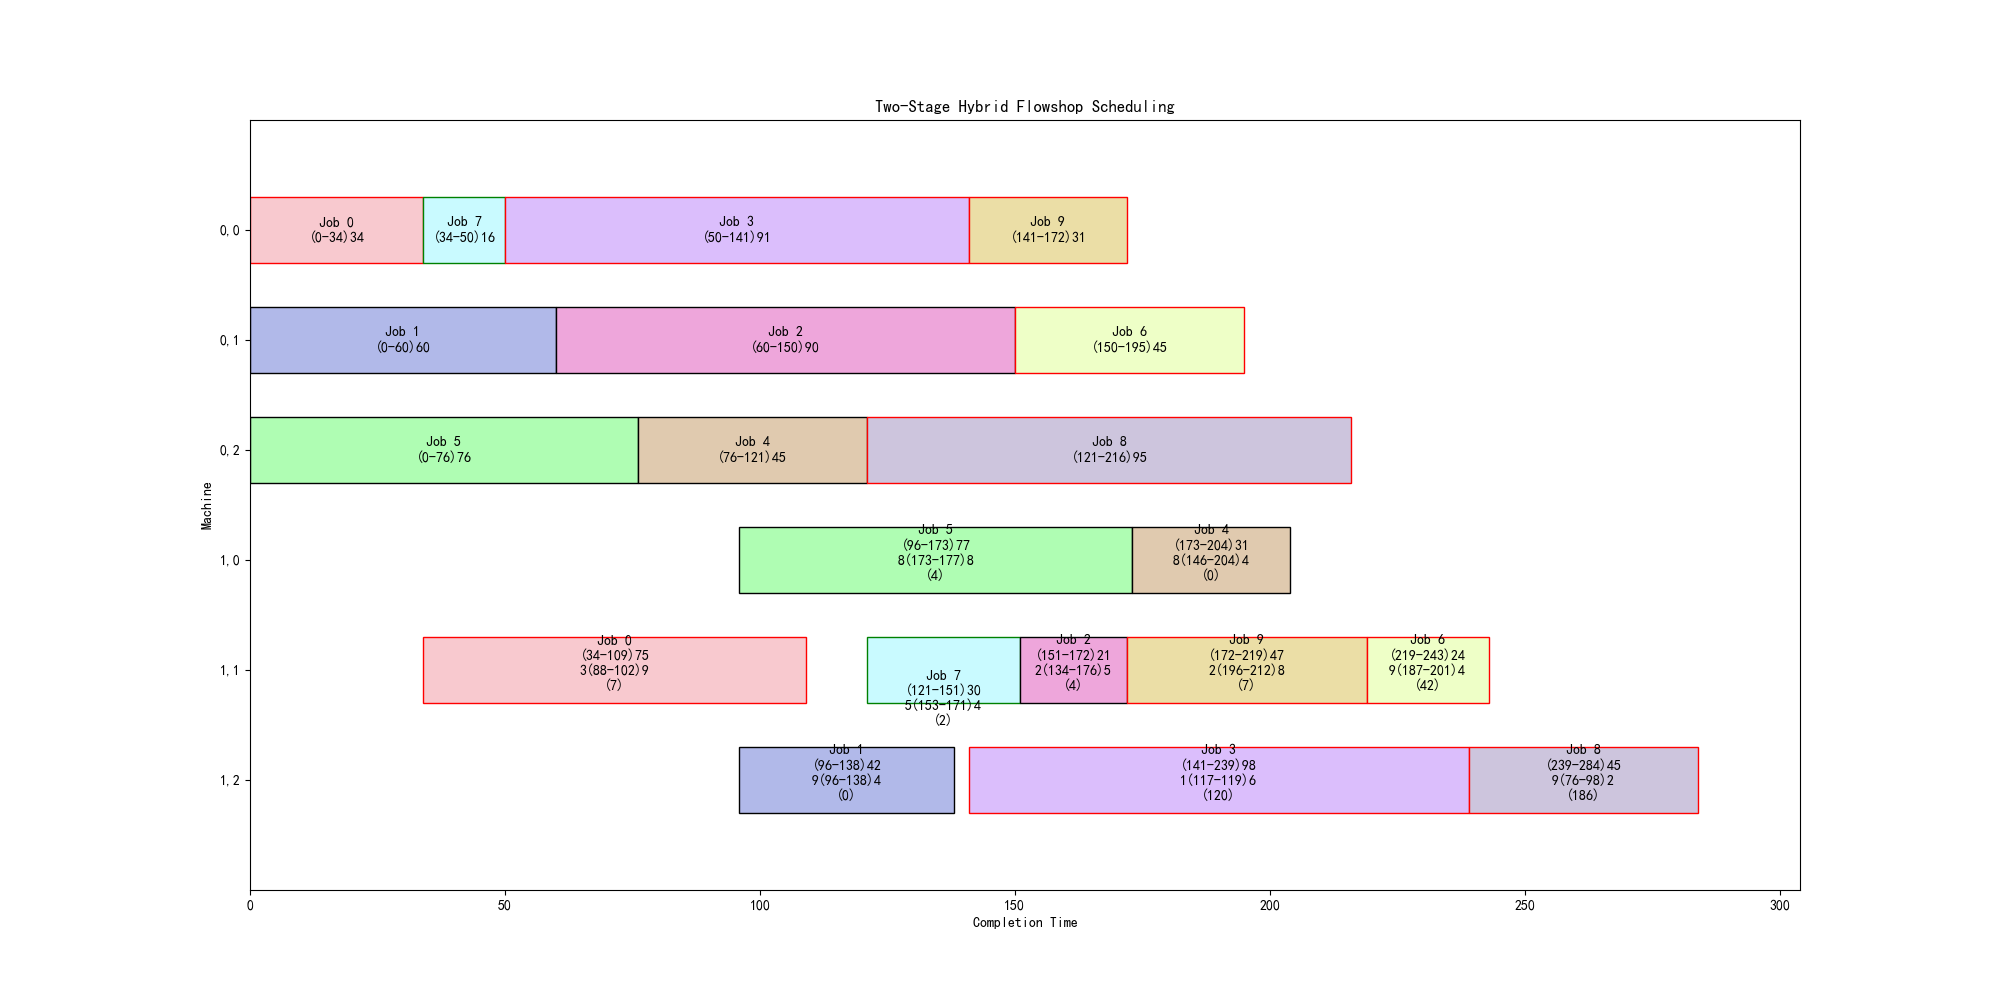 Two-Stage Hybrid Flowshop Scheduling
0,0
Job 0
(0-34)34
Job 7
(34-50)16
Job 3
(50-141)91
Job 9
(141-172)31
0,1
Job 1
(0-60)60
Job 2
(60-150)90
Job 6
(150-195)45
0,2
Job 5
(0-76)76
Job 4
(76-121)45
Job 8
(121-216)95
Machine
1,0
Job 5
(96-173)77
8(173-177)8
(4)
Job 4
(173-204)31
8(146-204)4
(0)
1,1
Job 0
(34-109)75
3(88-102)9
(7)
Job 7
(121-151)30
5(153-171)4
(2)
Job 2
(151-172)21
2(134-176)5
(4)
Job 9
(172-219)47
2(196-212)8
(7)
Job 6
(219-243)24
9(187-201)4
(42)
1,2
Job 1
(96-138)42
9(96-138)4
(0)
Job 3
(141-239)98
1(117-119)6
(120)
Job 8
(239-284)45
9(76-98)2
(186)
0
50
100
150
200
250
300
Completion Time